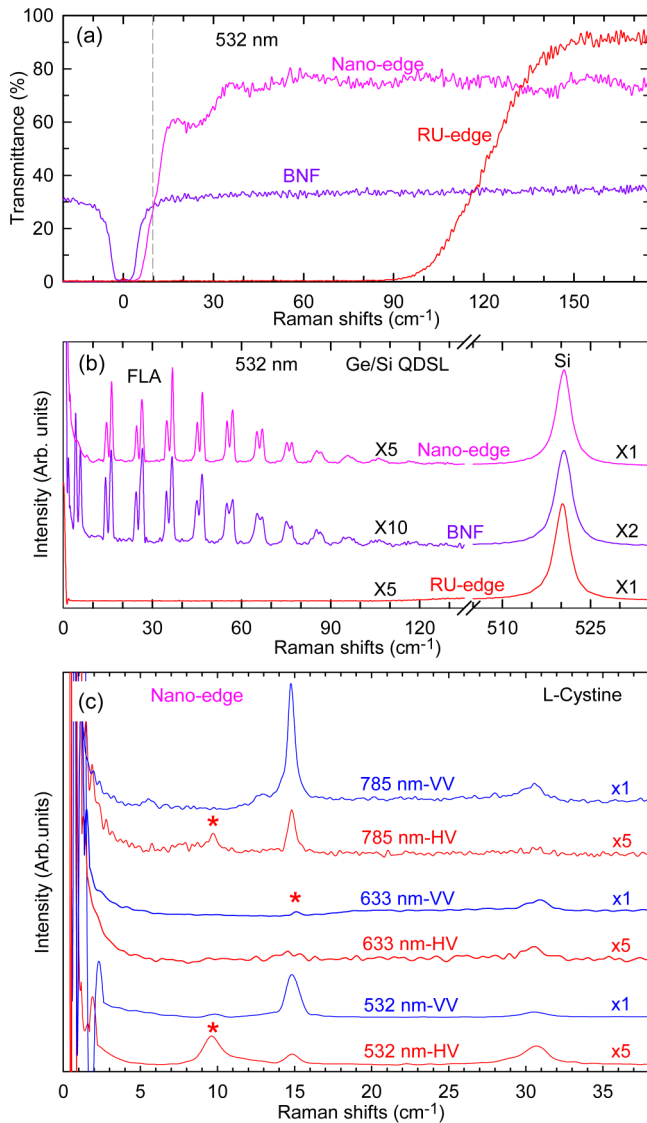 (a)
532 nm
Nano-edge
RU-edge
BNF
Transmittance (%)
100
80
60
40
20
0
0 30 60 90 120 150
Raman shifts (cm-1)
(b)
532 nm
Ge/Si QDSL
Si
FLA
X5
Nano-edge
X1
X10
BNF
X2
X5
RU-edge
X1
Intensity (Arb. units)
0 30 60 90 120 510 525
Raman shifts (cm-1)
(c)
Nano-edge
L-Cystine
785 nm-VV
x1
*
785 nm-HV
x5
*
633 nm-VV
x1
633 nm-HV
x5
532 nm-VV
x1
*
532 nm-HV
x5
Intensity (Arb.units)
0 5 10 15 20 25 30 35
Raman shifts (cm-1)